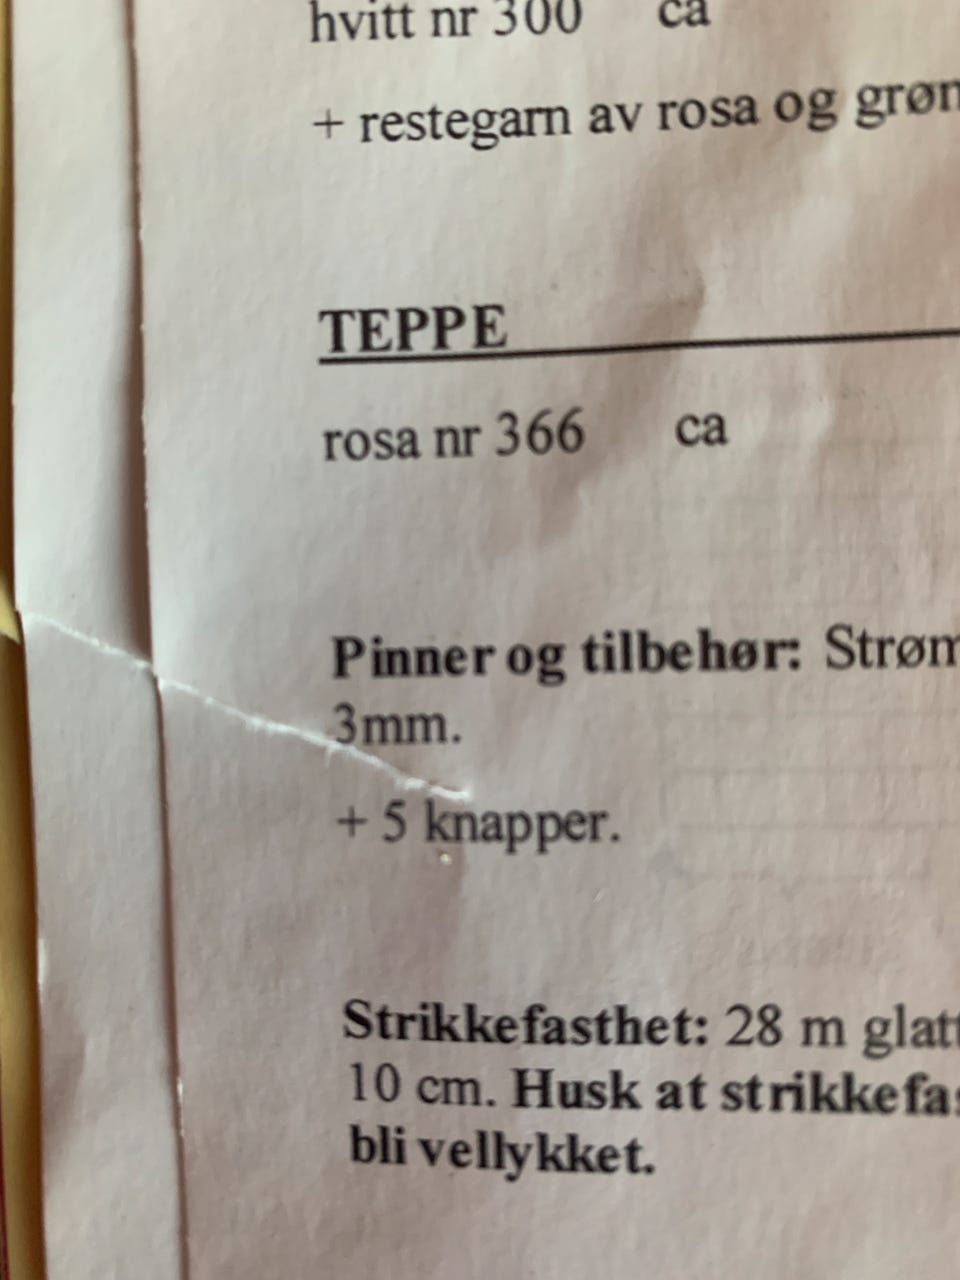 hvitt nr 300 ca
+ restegarn av rosa og grøn
TEPPE
rosa nr 366 ca
Pinner og tilbehør: Strøm
3mm.
+ 5 knapper.
Strikkefasthet: 28 m glatt
10 cm. Husk at strikkefas
bli vellykket.